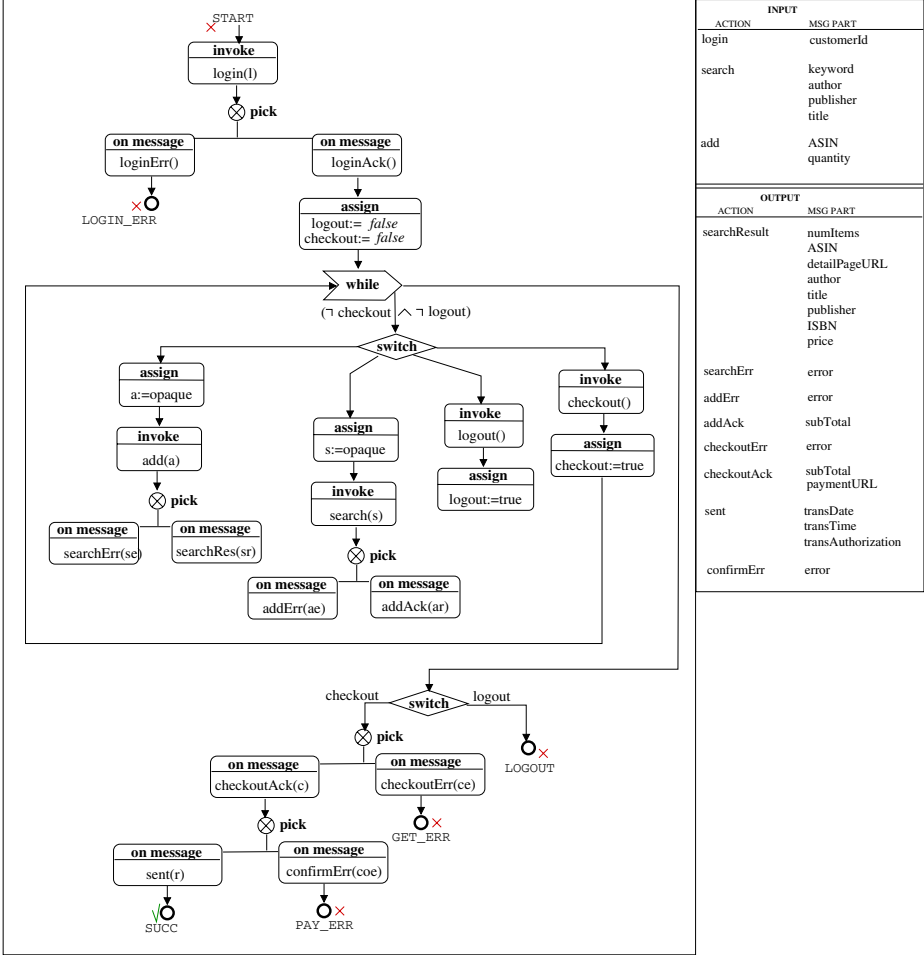 START
invoke
login(l)
pick
on message
loginErr()
on message
loginAck()
LOGIN_ERR
assign
logout:= false
checkout:= false
while
(¬ checkout ∧ ¬ logout)
switch
assign
a:=opaque
invoke
add(a)
pick
on message
searchErr(se)
on message
searchRes(sr)
assign
s:=opaque
invoke
search(s)
pick
on message
addErr(ae)
on message
addAck(ar)
invoke
logout()
assign
logout:=true
invoke
checkout()
assign
checkout:=true
checkout
switch
logout
pick
LOGOUT
on message
checkoutAck(c)
on message
checkoutErr(ce)
GET_ERR
pick
on message
sent(r)
on message
confirmErr(coe)
SUCC
PAY_ERR
INPUT
ACTION MSG PART
login customerId
search keyword
author
publisher
title
add ASIN
quantity
OUTPUT
ACTION MSG PART
searchResult numItems
ASIN
detailPageURL
author
title
publisher
ISBN
price
searchErr error
addErr error
addAck subTotal
checkoutErr error
checkoutAck subTotal
paymentURL
sent transDate
transTime
transAuthorization
confirmErr error